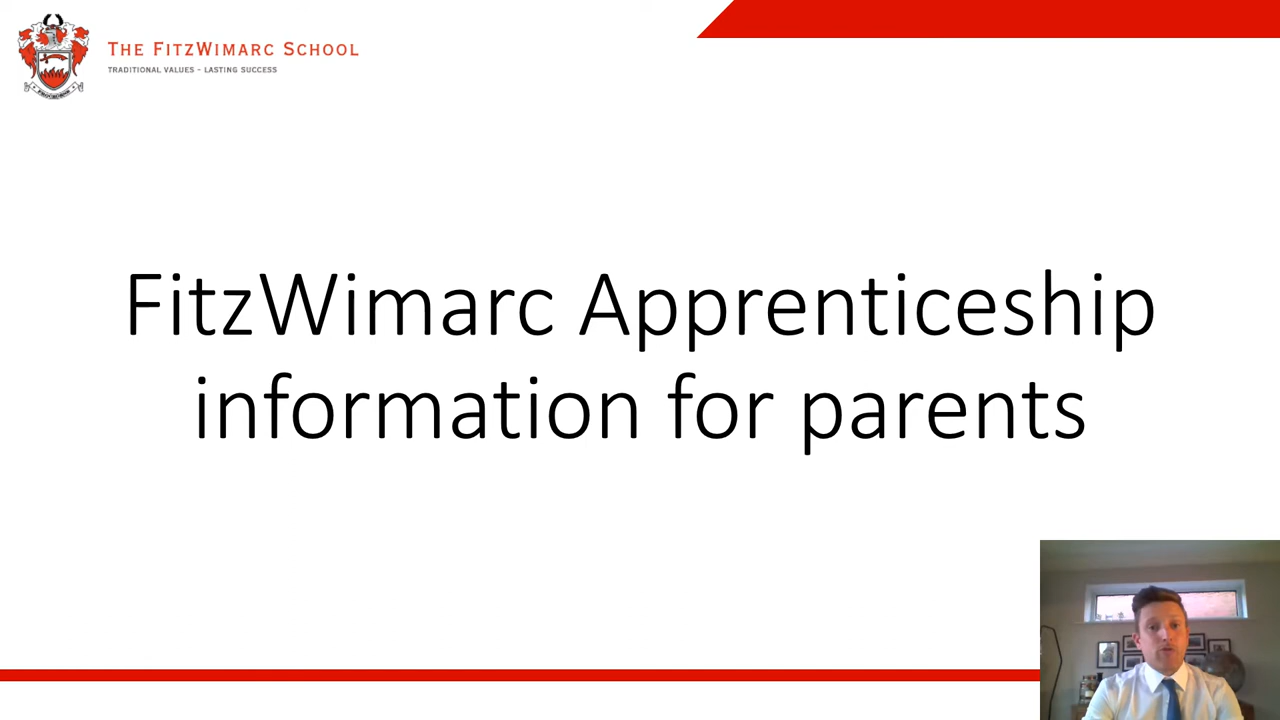 THE FITZWIMARC SCHOOL
TRADITIONAL VALUES - LASTING SUCCESS
FitzWimarc Apprenticeship
information for parents